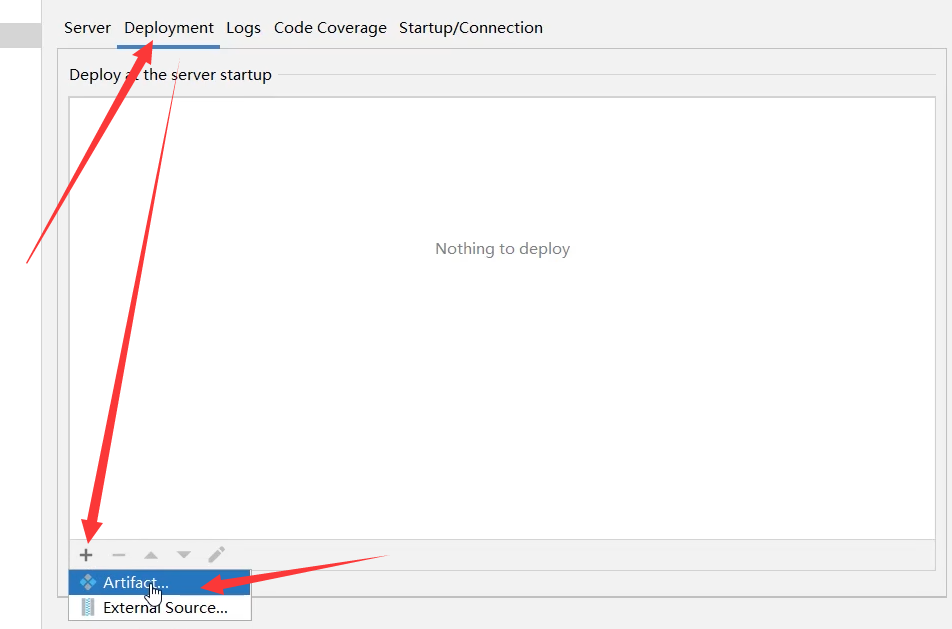 Server Deployment Logs Code Coverage Startup/Connection
Deploy at the server startup
Nothing to deploy
Artifact...
External Source...